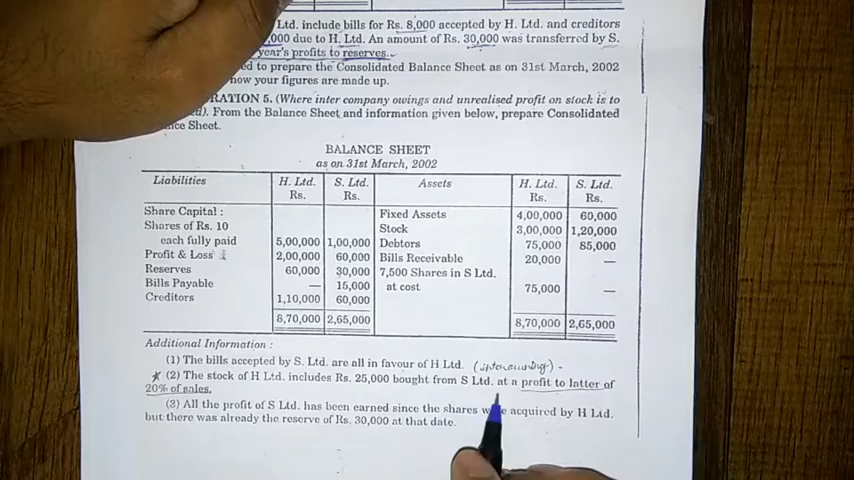 Ltd. include bills for Rs. 8,000 accepted by H. Ltd. and creditors
,000 due to H. Ltd. An amount of Rs. 30,000 was transferred by S.
year's profits to reserves.
ed to prepare the Consolidated Balance Sheet as on 31st March, 2002
how your figures are made up.
RATION 5. (Where inter company owings and unrealised profit on stock is to
ed). From the Balance Sheet and information given below, prepare Consolidated
nce Sheet.
BALANCE SHEET
as on 31st March, 2002
Liabilities H. Ltd. S. Ltd. Assets H. Ltd. S. Ltd.
Rs. Rs. Rs. Rs.
Share Capital : Fixed Assets 4,00,000 60,000
Shares of Rs. 10 Stock 3,00,000 1,20,000
each fully paid 5,00,000 1,00,000 Debtors 75,000 85,000
Profit & Loss 2,00,000 60,000 Bills Receivable 20,000 —
Reserves 60,000 30,000 7,500 Shares in S Ltd.
Bills Payable — 15,000 at cost 75,000 —
Creditors 1,10,000 60,000
8,70,000 2,65,000 8,70,000 2,65,000
Additional Information :
(1) The bills accepted by S. Ltd. are all in favour of H Ltd.
(2) The stock of H Ltd. includes Rs. 25,000 bought from S Ltd. at a profit to latter of
20% of sales.
(3) All the profit of S Ltd. has been earned since the shares acquired by H Ltd.
but there was already the reserve of Rs. 30,000 at that date.